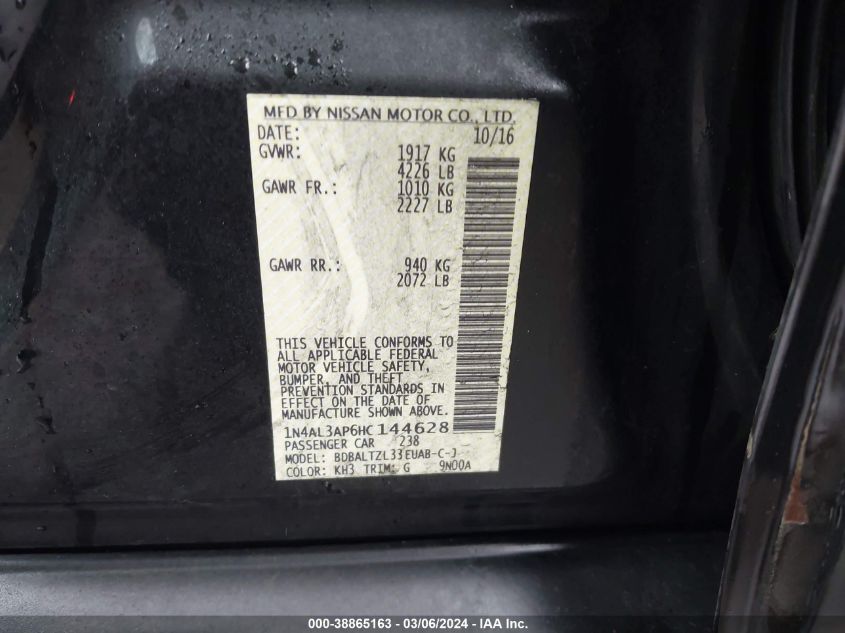 MFD BY NISSAN MOTOR CO., LTD.
DATE: 10/16
GVWR: 1917 KG
4226 LB
GAWR FR.: 1010 KG
2227 LB
GAWR RR.: 940 KG
2072 LB
THIS VEHICLE CONFORMS TO
ALL APPLICABLE FEDERAL
MOTOR VEHICLE SAFETY,
BUMPER, AND THEFT
PREVENTION STANDARDS IN
EFFECT ON THE DATE OF
MANUFACTURE SHOWN ABOVE.
1N4AL3AP6HC144628
PASSENGER CAR 238
MODEL: BDBALTZL33EUAB-C-J
COLOR: KH3 TRIM: G 9N00A
000-38865163 - 03/06/2024 - IAA Inc.